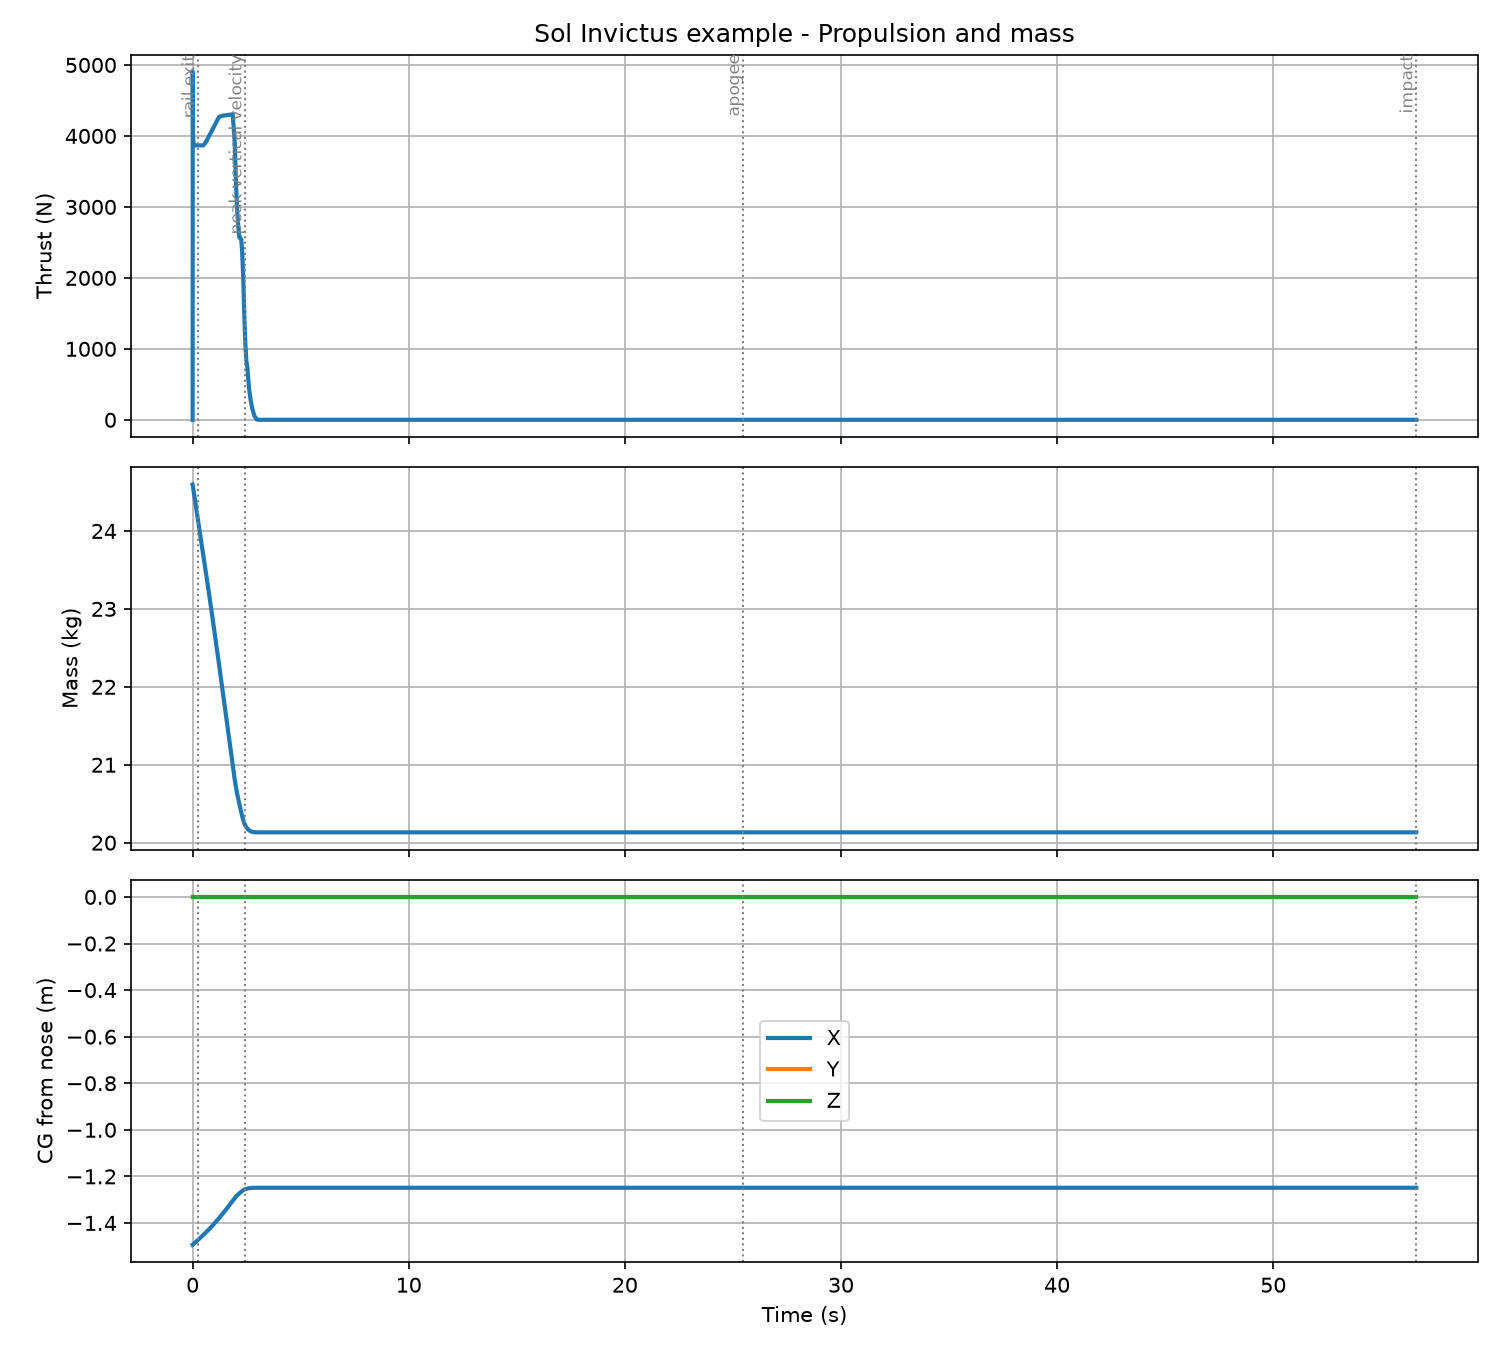 Sol Invictus example - Propulsion and mass
rail exit
peak vertical velocity
apogee
impact
5000
4000
3000
2000
1000
0
Thrust (N)
24
23
22
21
20
Mass (kg)
0.0
−0.2
−0.4
−0.6
−0.8
−1.0
−1.2
−1.4
CG from nose (m)
X
Y
Z
0 10 20 30 40 50
Time (s)